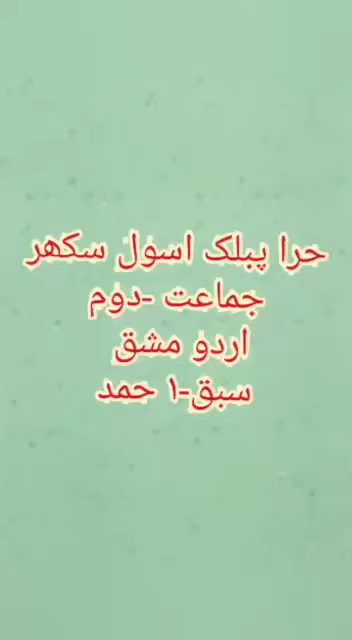 حرا پبلک اسول سکھر
جماعت -دوم
اردو مشق
سبق-۱ حمد